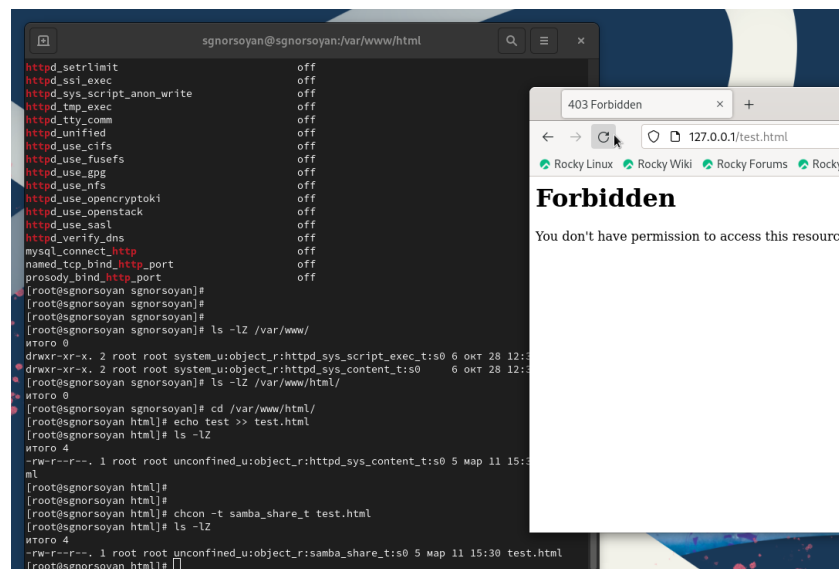 sgnorsoyan@sgnorsoyan:/var/www/html
httpd_setrlimit off
httpd_ssi_exec off
httpd_sys_script_anon_write off
httpd_tmp_exec off
httpd_tty_comm off
httpd_unified off
httpd_use_cifs off
httpd_use_fusefs off
httpd_use_gpg off
httpd_use_nfs off
httpd_use_opencryptoki off
httpd_use_openstack off
httpd_use_sasl off
httpd_verify_dns off
mysql_connect_http off
named_tcp_bind_http_port off
prosody_bind_http_port off
[root@sgnorsoyan sgnorsoyan]#
[root@sgnorsoyan sgnorsoyan]#
[root@sgnorsoyan sgnorsoyan]#
[root@sgnorsoyan sgnorsoyan]# ls -lZ /var/www/
итого 0
drwxr-xr-x. 2 root root system_u:object_r:httpd_sys_script_exec_t:s0 6 окт 28 12:3
drwxr-xr-x. 2 root root system_u:object_r:httpd_sys_content_t:s0 6 окт 28 12:3
[root@sgnorsoyan sgnorsoyan]# ls -lZ /var/www/html/
итого 0
[root@sgnorsoyan sgnorsoyan]# cd /var/www/html/
[root@sgnorsoyan html]# echo test >> test.html
[root@sgnorsoyan html]# ls -lZ
итого 4
-rw-r--r--. 1 root root unconfined_u:object_r:httpd_sys_content_t:s0 5 мар 11 15:3
ml
[root@sgnorsoyan html]#
[root@sgnorsoyan html]#
[root@sgnorsoyan html]# chcon -t samba_share_t test.html
[root@sgnorsoyan html]# ls -lZ
итого 4
-rw-r--r--. 1 root root unconfined_u:object_r:samba_share_t:s0 5 мар 11 15:30 test.html
[root@sgnorsoyan html]#
403 Forbidden
127.0.0.1/test.html
Rocky Linux Rocky Wiki Rocky Forums Rocky
Forbidden
You don't have permission to access this resourc